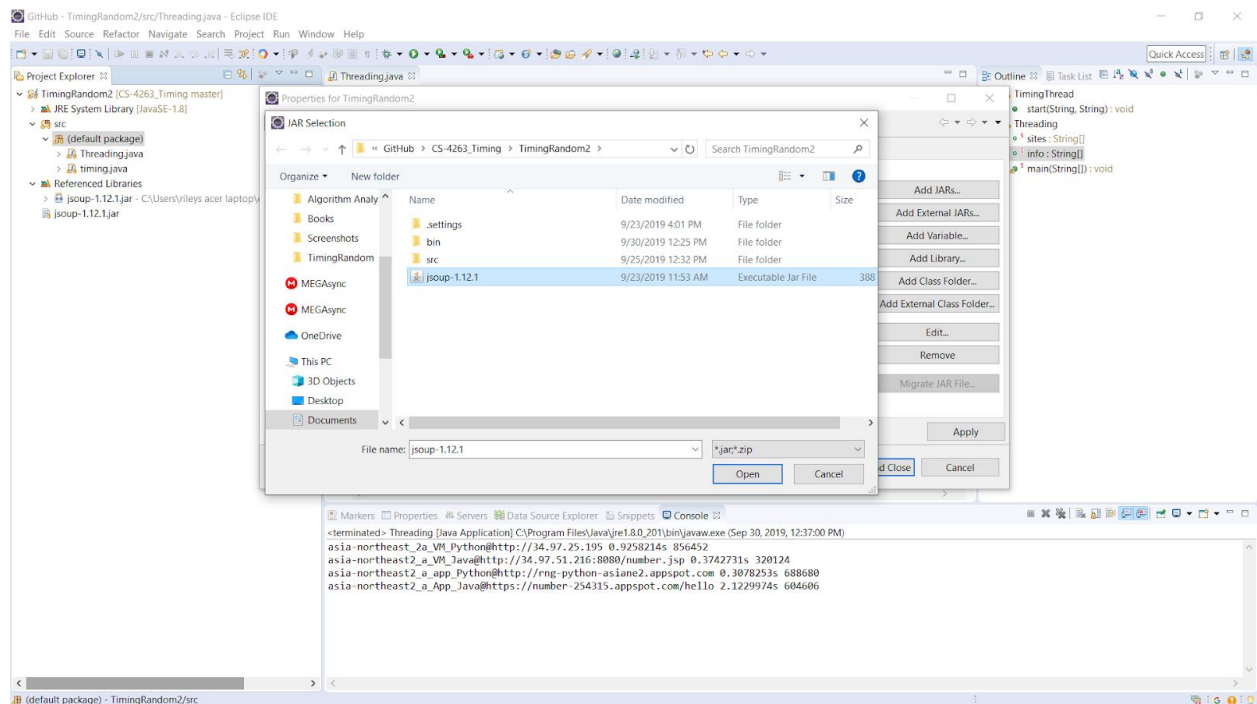 GitHub - TimingRandom2/src/Threading.java - Eclipse IDE
File Edit Source Refactor Navigate Search Project Run Window Help
Quick Access
Project Explorer
TimingRandom2 [CS-4263_Timing master]
JRE System Library [JavaSE-1.8]
src
(default package)
Threading.java
timing.java
Referenced Libraries
jsoup-1.12.1.jar - C:\Users\rileys acer laptop\
jsoup-1.12.1.jar
Threading.java
Properties for TimingRandom2
JAR Selection
« GitHub > CS-4263_Timing > TimingRandom2 >
Search TimingRandom2
Organize
New folder
Algorithm Analy
Books
Screenshots
TimingRandom
MEGAsync
MEGAsync
OneDrive
This PC
3D Objects
Desktop
Documents
Name Date modified Type Size
.settings 9/23/2019 4:01 PM File folder
bin 9/30/2019 12:25 PM File folder
src 9/25/2019 12:32 PM File folder
jsoup-1.12.1 9/23/2019 11:53 AM Executable Jar File 388
File name: jsoup-1.12.1
*.jar;*.zip
Open
Cancel
Add JARs...
Add External JARs...
Add Variable...
Add Library...
Add Class Folder...
Add External Class Folder...
Edit...
Remove
Migrate JAR File...
Apply
d Close
Cancel
Outline
Task List
TimingThread
start(String, String) : void
Threading
sites : String[]
info : String[]
main(String[]) : void
Markers Properties Servers Data Source Explorer Snippets Console
<terminated> Threading [Java Application] C:\Program Files\Java\jre1.8.0_201\bin\javaw.exe (Sep 30, 2019, 12:37:00 PM)
asia-northeast_2a_VM_Python@http://34.97.25.195 0.9258214s 856452
asia-northeast2_a_VM_Java@http://34.97.51.216:8080/number.jsp 0.3742731s 320124
asia-northeast2_a_app_Python@http://rng-python-asiane2.appspot.com 0.3078253s 688680
asia-northeast2_a_App_Java@https://number-254315.appspot.com/hello 2.1229974s 604606
(default package) - TimingRandom2/src